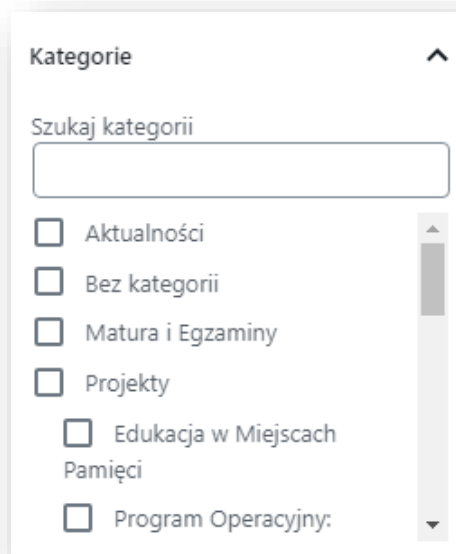 Kategorie
Szukaj kategorii
Aktualności
Bez kategorii
Matura i Egzaminy
Projekty
Edukacja w Miejscach
Pamięci
Program Operacyjny: